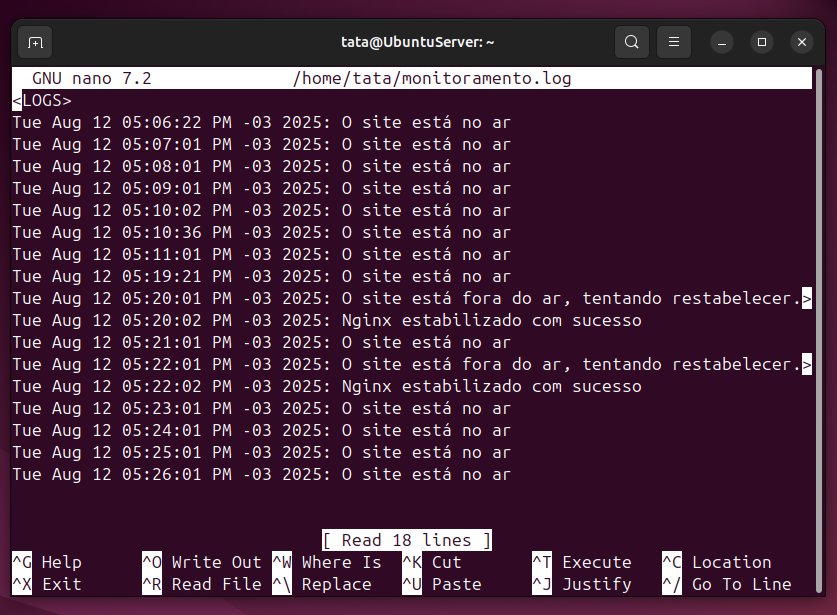 tata@UbuntuServer: ~
GNU nano 7.2 /home/tata/monitoramento.log
<LOGS>
Tue Aug 12 05:06:22 PM -03 2025: O site está no ar
Tue Aug 12 05:07:01 PM -03 2025: O site está no ar
Tue Aug 12 05:08:01 PM -03 2025: O site está no ar
Tue Aug 12 05:09:01 PM -03 2025: O site está no ar
Tue Aug 12 05:10:02 PM -03 2025: O site está no ar
Tue Aug 12 05:10:36 PM -03 2025: O site está no ar
Tue Aug 12 05:11:01 PM -03 2025: O site está no ar
Tue Aug 12 05:19:21 PM -03 2025: O site está no ar
Tue Aug 12 05:20:01 PM -03 2025: O site está fora do ar, tentando restabelecer.>
Tue Aug 12 05:20:02 PM -03 2025: Nginx estabilizado com sucesso
Tue Aug 12 05:21:01 PM -03 2025: O site está no ar
Tue Aug 12 05:22:01 PM -03 2025: O site está fora do ar, tentando restabelecer.>
Tue Aug 12 05:22:02 PM -03 2025: Nginx estabilizado com sucesso
Tue Aug 12 05:23:01 PM -03 2025: O site está no ar
Tue Aug 12 05:24:01 PM -03 2025: O site está no ar
Tue Aug 12 05:25:01 PM -03 2025: O site está no ar
Tue Aug 12 05:26:01 PM -03 2025: O site está no ar
[ Read 18 lines ]
^G Help ^O Write Out ^W Where Is ^K Cut ^T Execute ^C Location
^X Exit ^R Read File ^\ Replace ^U Paste ^J Justify ^/ Go To Line